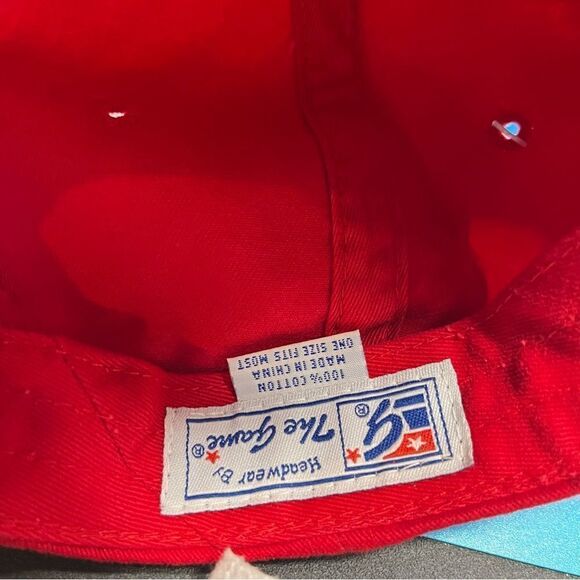 100% COTTON
MADE IN CHINA
ONE SIZE FITS MOST
G®
Headwear By
The Game®